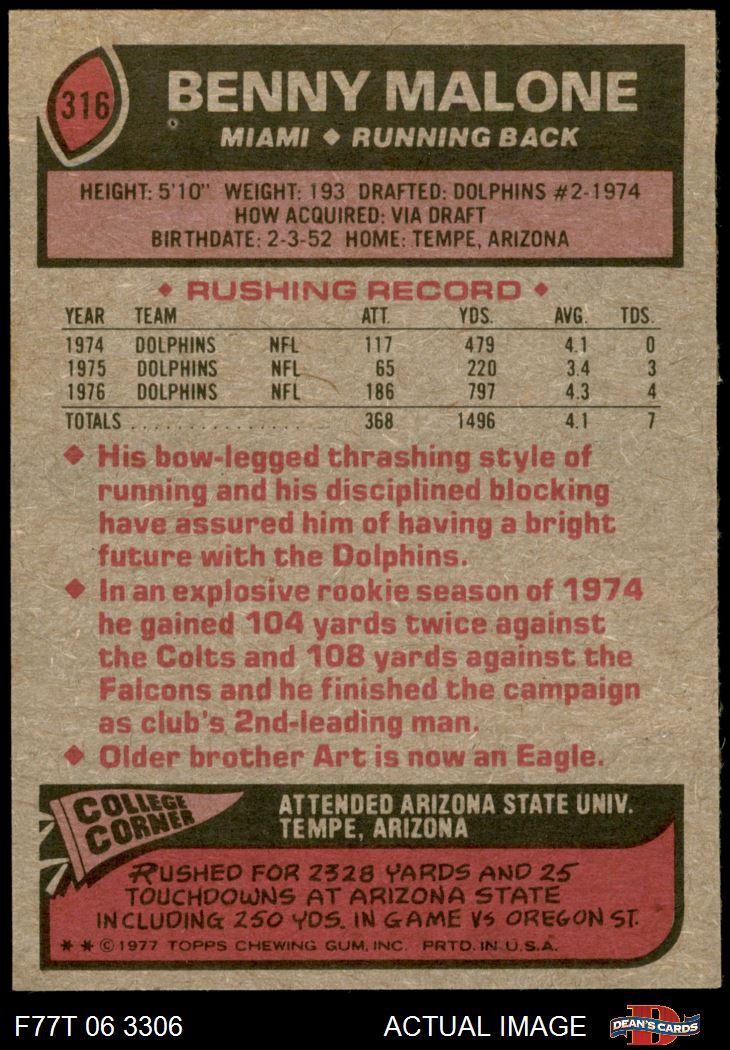 316
BENNY MALONE
MIAMI ◆ RUNNING BACK
HEIGHT: 5'10" WEIGHT: 193 DRAFTED: DOLPHINS #2-1974
HOW ACQUIRED: VIA DRAFT
BIRTHDATE: 2-3-52 HOME: TEMPE, ARIZONA
◆ RUSHING RECORD ◆
YEAR TEAM ATT. YDS. AVG. TDS.
1974 DOLPHINS NFL 117 479 4.1 0
1975 DOLPHINS NFL 65 220 3.4 3
1976 DOLPHINS NFL 186 797 4.3 4
TOTALS . . . . . . . . . . . . . . . . 368 1496 4.1 7
◆ His bow-legged thrashing style of
running and his disciplined blocking
have assured him of having a bright
future with the Dolphins.
◆ In an explosive rookie season of 1974
he gained 104 yards twice against
the Colts and 108 yards against the
Falcons and he finished the campaign
as club's 2nd-leading man.
◆ Older brother Art is now an Eagle.
COLLEGE
CORNER
ATTENDED ARIZONA STATE UNIV.
TEMPE, ARIZONA
RUSHED FOR 2328 YARDS AND 25
TOUCHDOWNS AT ARIZONA STATE
INCLUDING 250 YDS. IN GAME VS OREGON ST.
* * © 1977 TOPPS CHEWING GUM, INC. PRTD. IN U.S.A.
F77T 06 3306
ACTUAL IMAGE
D
DEAN'S CARDS